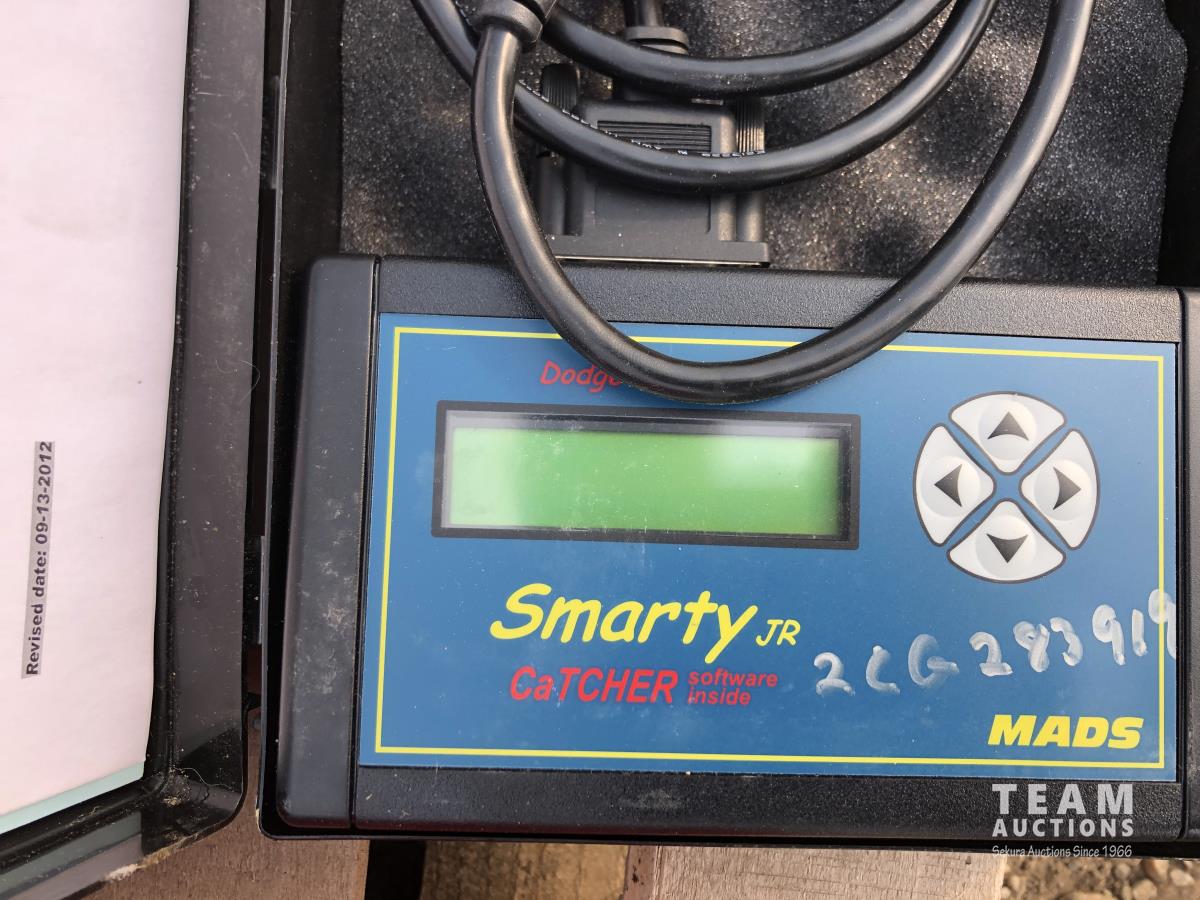 Revised date: 09-13-2012
Dodge
Smarty JR
CaTCHER software inside
2CG283919
MADS
TEAM
AUCTIONS
Sekura Auctions Since 1966